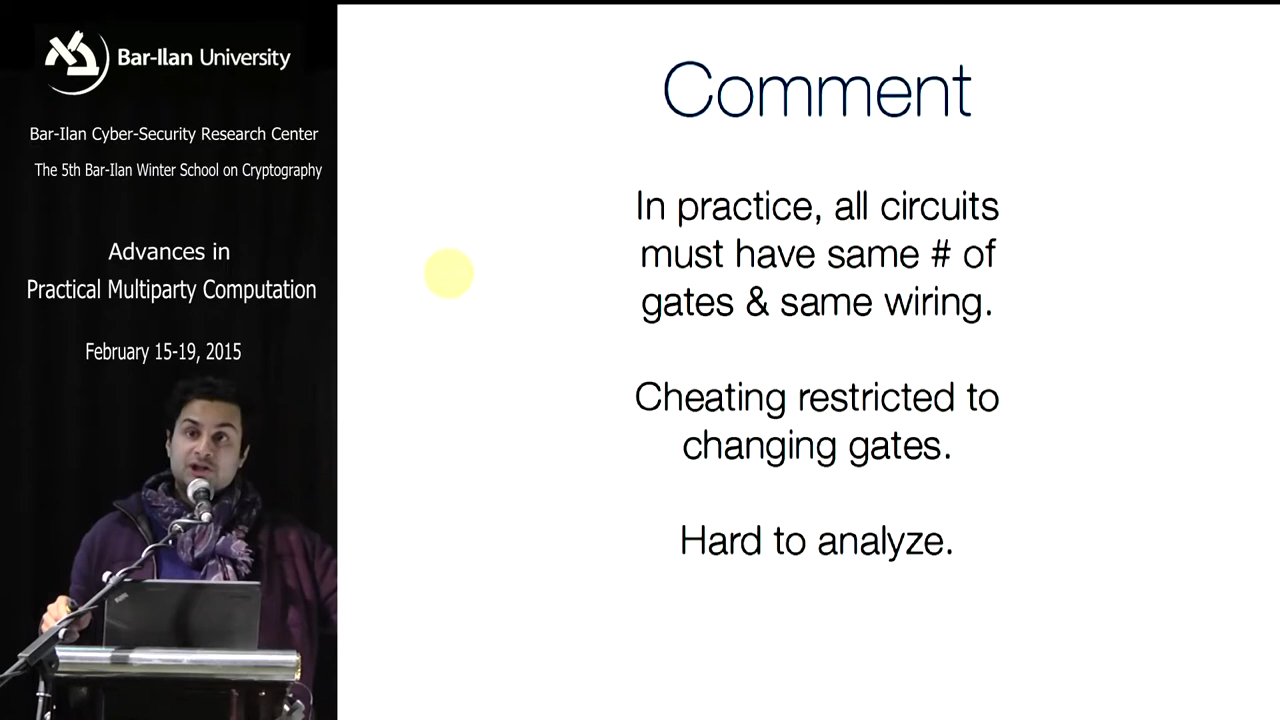 Bar-Ilan University
Bar-Ilan Cyber-Security Research Center
The 5th Bar-Ilan Winter School on Cryptography
Advances in
Practical Multiparty Computation
February 15-19, 2015
Comment
In practice, all circuits
must have same # of
gates & same wiring.
Cheating restricted to
changing gates.
Hard to analyze.